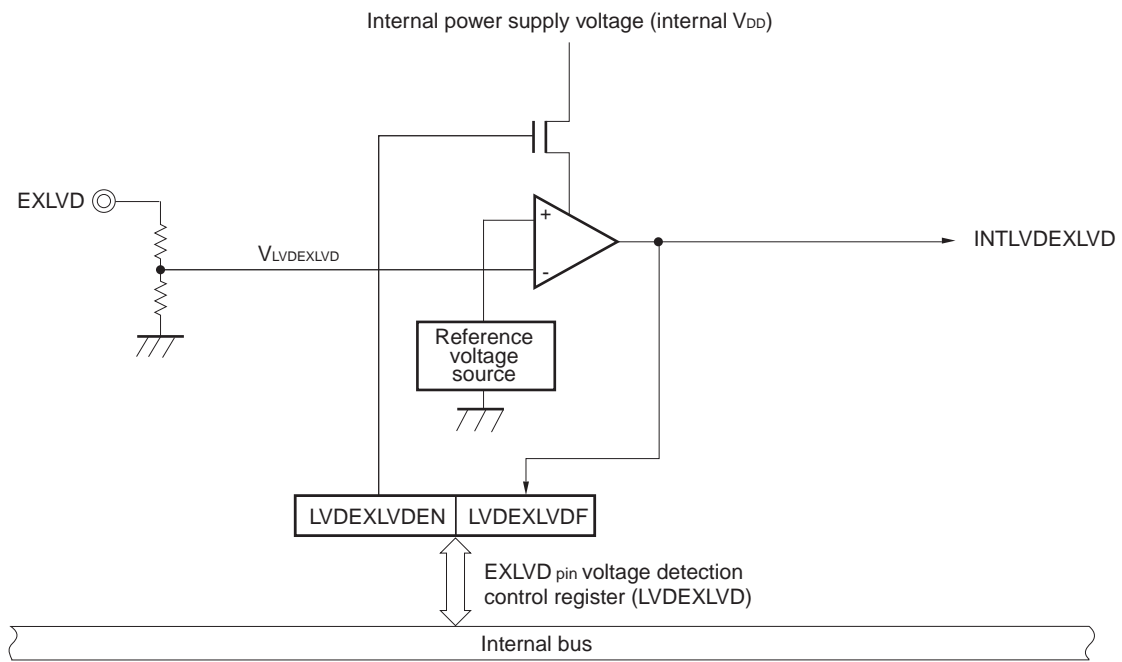 Internal power supply voltage (internal VDD)
EXLVD
+
VLVDEXLVD
-
INTLVDEXLVD
Reference
voltage
source
LVDEXLVDEN LVDEXLVDF
EXLVD pin voltage detection
control register (LVDEXLVD)
Internal bus